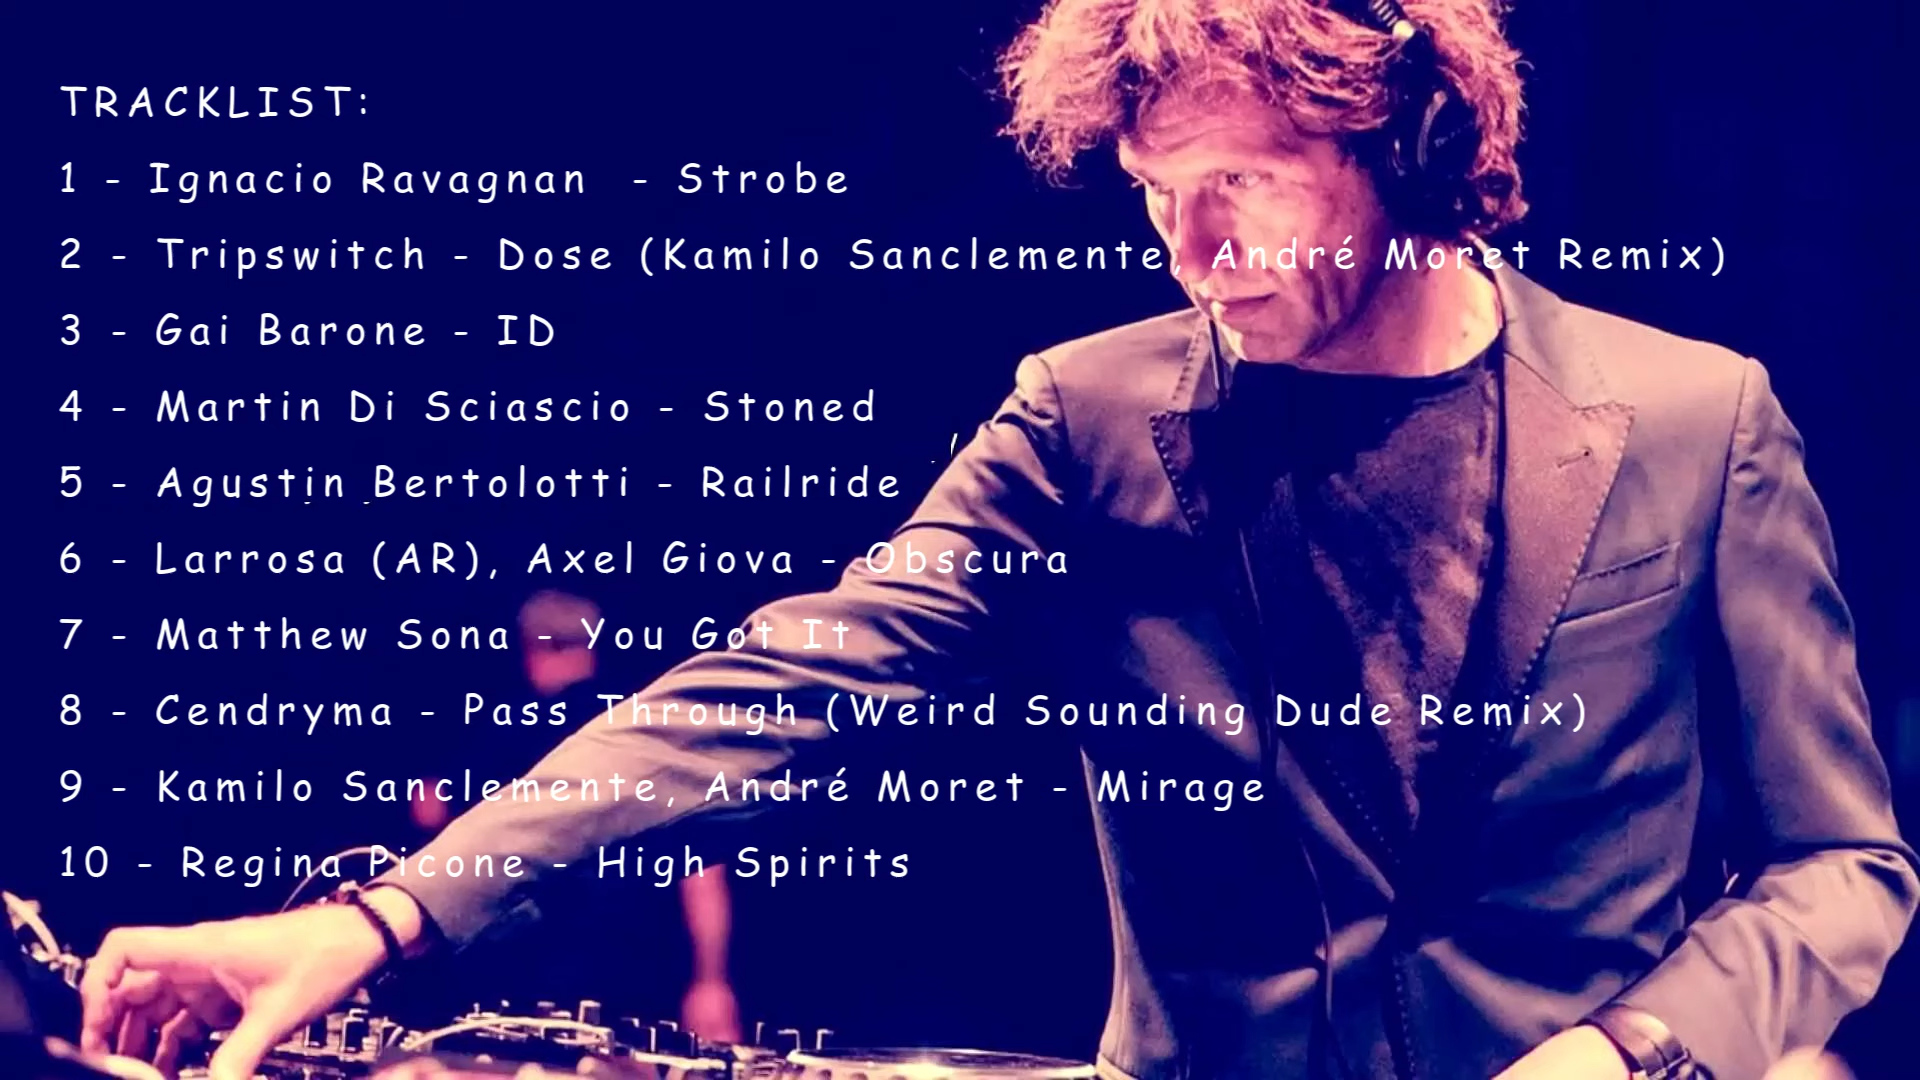 TRACKLIST:
1 - Ignacio Ravagnan - Strobe
2 - Tripswitch - Dose (Kamilo Sanclemente, André Moret Remix)
3 - Gai Barone - ID
4 - Martin Di Sciascio - Stoned
5 - Agustin Bertolotti - Railride
6 - Larrosa (AR), Axel Giova - Obscura
7 - Matthew Sona - You Got It
8 - Cendryma - Pass Through (Weird Sounding Dude Remix)
9 - Kamilo Sanclemente, André Moret - Mirage
10 - Regina Picone - High Spirits